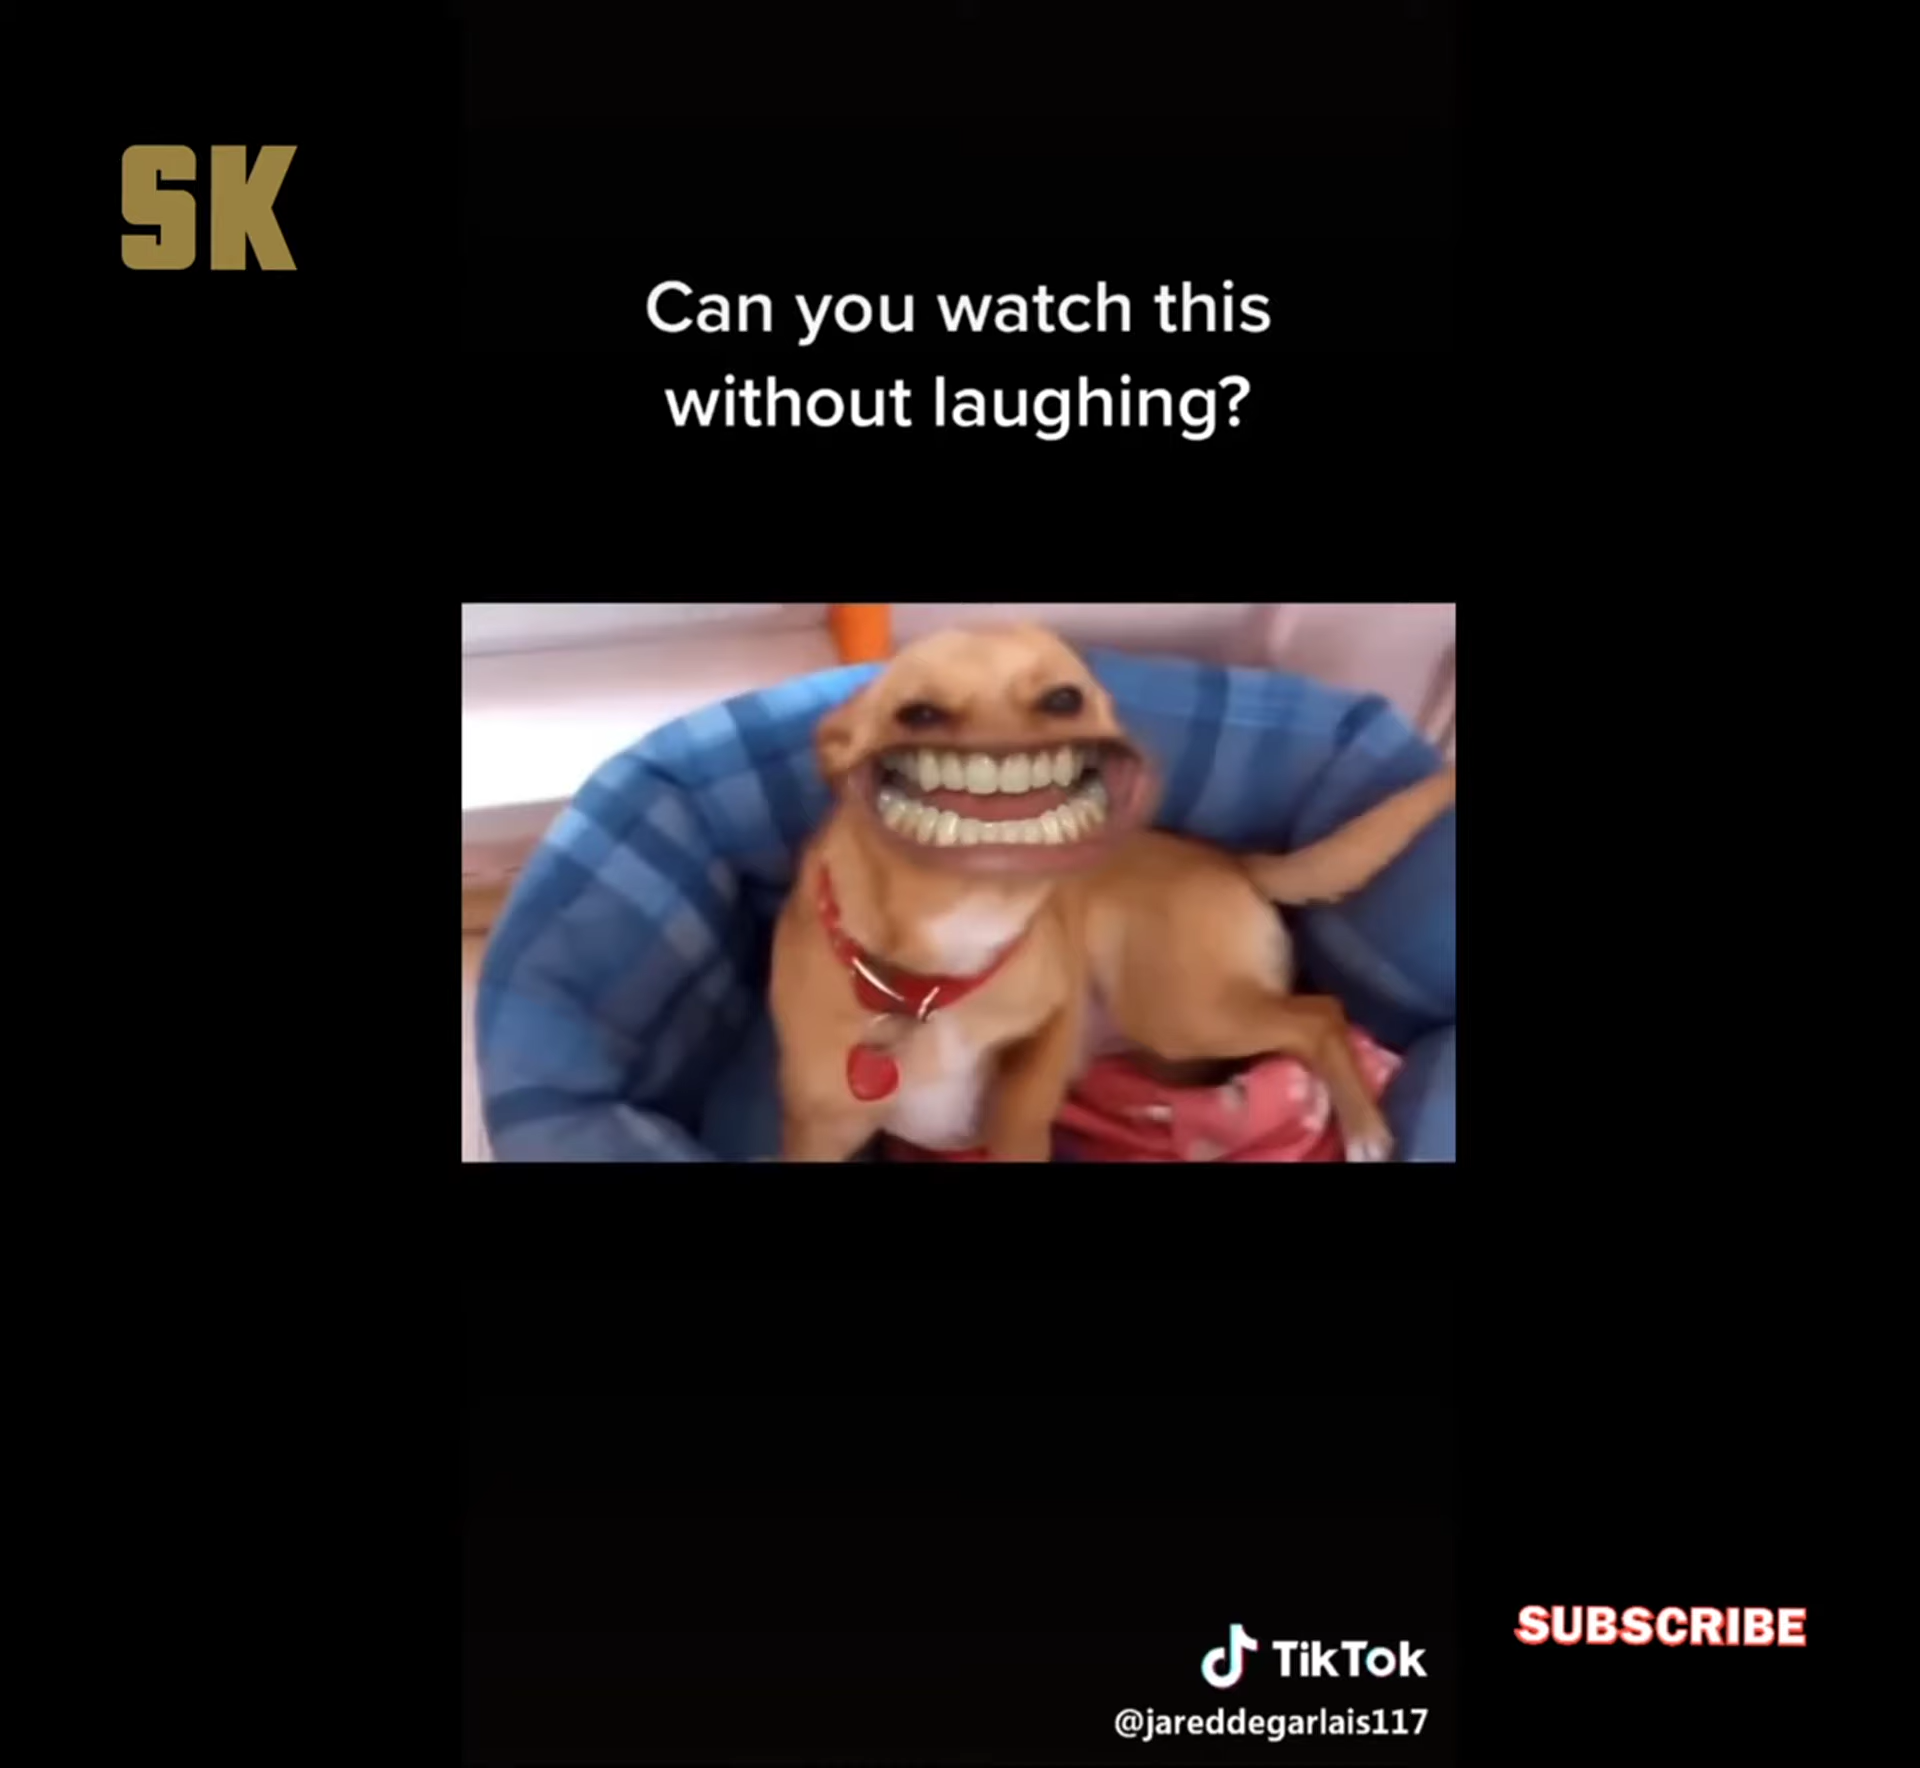 SK
Can you watch this
without laughing?
SUBSCRIBE
TikTok
@jareddegarlais117